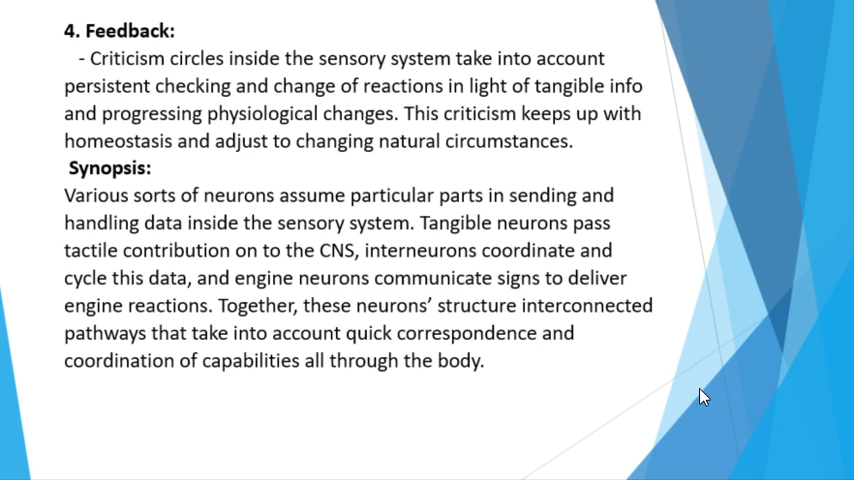 4. Feedback:
- Criticism circles inside the sensory system take into account
persistent checking and change of reactions in light of tangible info
and progressing physiological changes. This criticism keeps up with
homeostasis and adjust to changing natural circumstances.
Synopsis:
Various sorts of neurons assume particular parts in sending and
handling data inside the sensory system. Tangible neurons pass
tactile contribution on to the CNS, interneurons coordinate and
cycle this data, and engine neurons communicate signs to deliver
engine reactions. Together, these neurons’ structure interconnected
pathways that take into account quick correspondence and
coordination of capabilities all through the body.